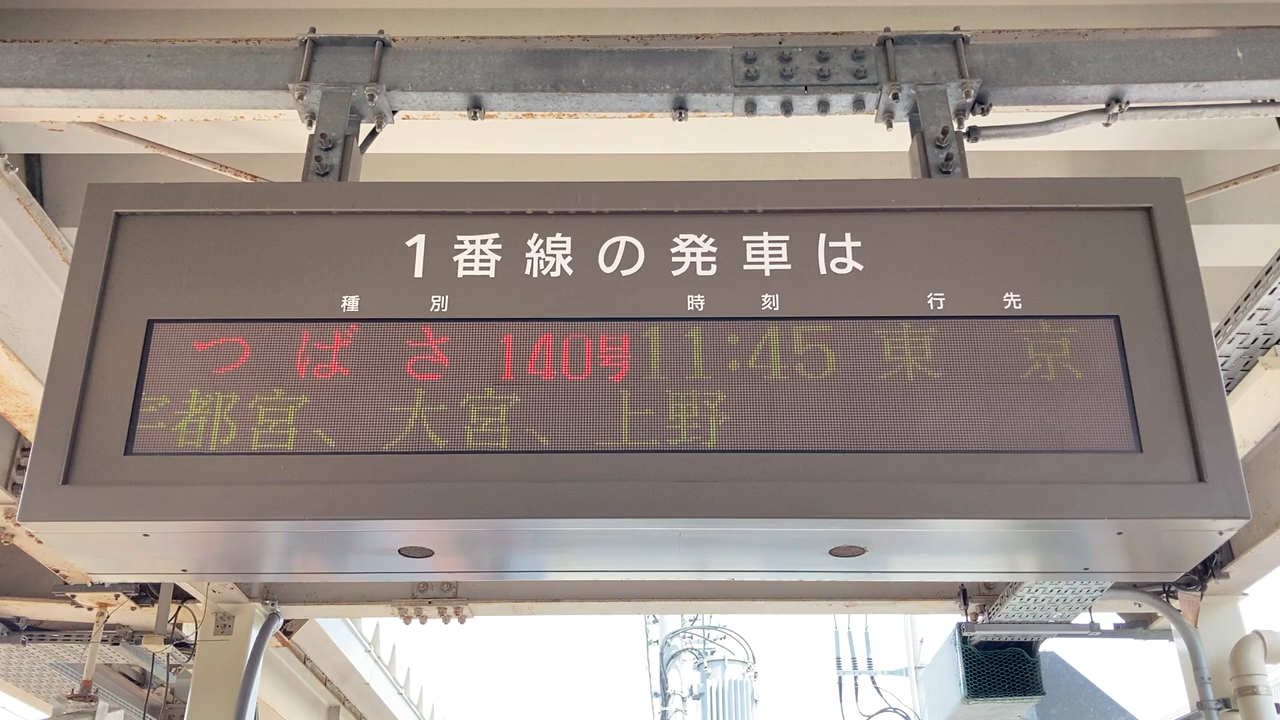 1番線の発車は
種別 時刻 行先
つばさ 140号 11:45 東京
宇都宮、大宮、上野